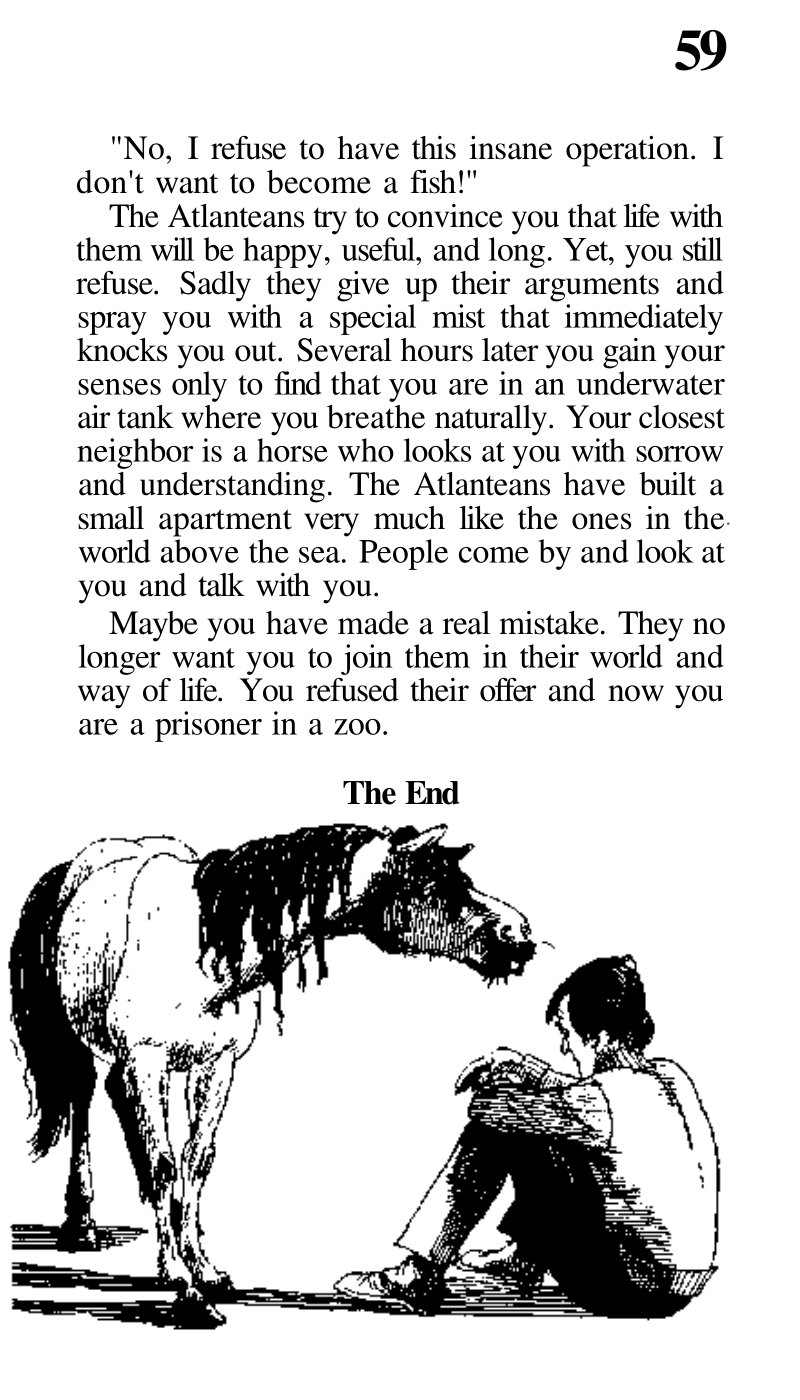 59
"No, I refuse to have this insane operation. I
don't want to become a fish!"
The Atlanteans try to convince you that life with
them will be happy, useful, and long. Yet, you still
refuse. Sadly they give up their arguments and
spray you with a special mist that immediately
knocks you out. Several hours later you gain your
senses only to find that you are in an underwater
air tank where you breathe naturally. Your closest
neighbor is a horse who looks at you with sorrow
and understanding. The Atlanteans have built a
small apartment very much like the ones in the
world above the sea. People come by and look at
you and talk with you.
Maybe you have made a real mistake. They no
longer want you to join them in their world and
way of life. You refused their offer and now you
are a prisoner in a zoo.
The End